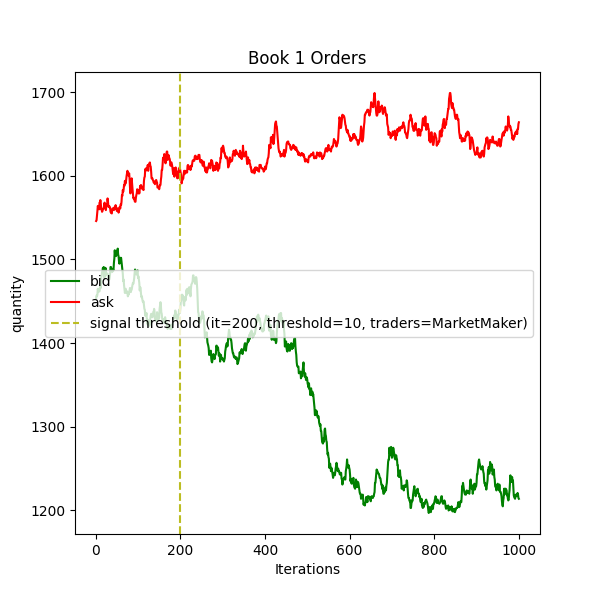 Book 1 Orders
1700
1600
1500
1400
1300
1200
quantity
bid
ask
signal threshold (it=200, threshold=10, traders=MarketMaker)
0
200
400
600
800
1000
Iterations